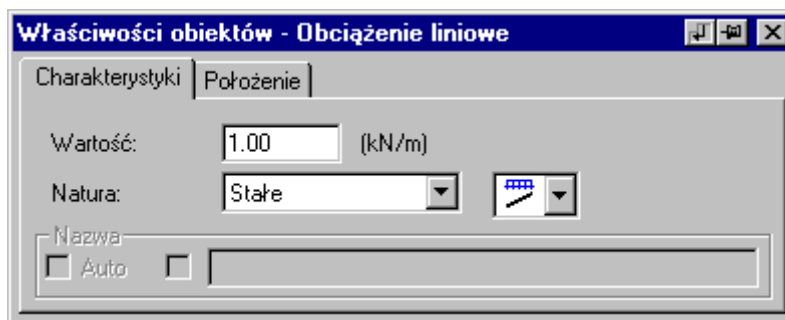 Właściwości obiektów - Obciążenie liniowe
Charakterystyki Położenie
Wartość: 1.00 (kN/m)
Natura: Stałe
Nazwa
Auto